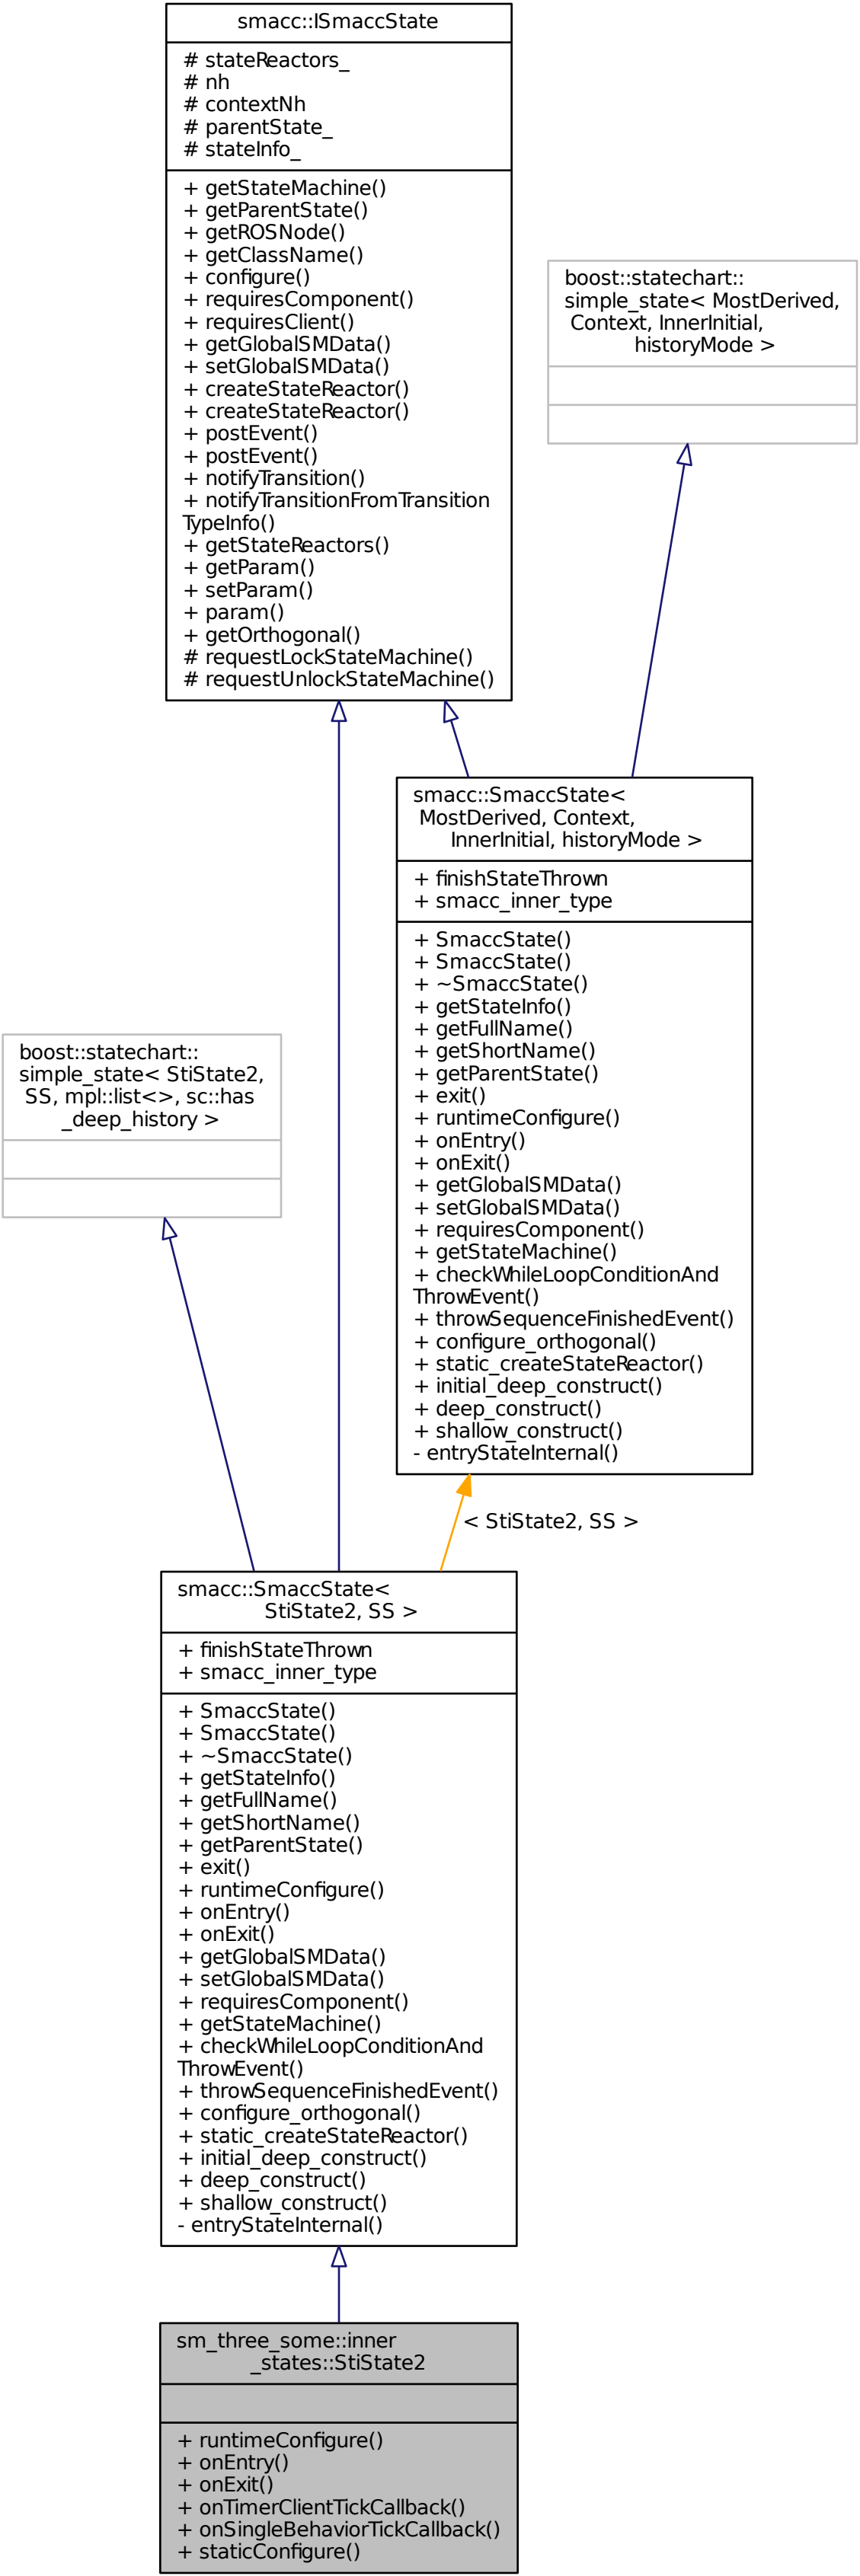 smacc::ISmaccState
# stateReactors_
# nh
# contextNh
# parentState_
# stateInfo_
+ getStateMachine()
+ getParentState()
+ getROSNode()
+ getClassName()
+ configure()
+ requiresComponent()
+ requiresClient()
+ getGlobalSMData()
+ setGlobalSMData()
+ createStateReactor()
+ createStateReactor()
+ postEvent()
+ postEvent()
+ notifyTransition()
+ notifyTransitionFromTransition
TypeInfo()
+ getStateReactors()
+ getParam()
+ setParam()
+ param()
+ getOrthogonal()
# requestLockStateMachine()
# requestUnlockStateMachine()
boost::statechart::
simple_state< MostDerived,
Context, InnerInitial,
historyMode >
smacc::SmaccState<
MostDerived, Context,
InnerInitial, historyMode >
+ finishStateThrown
+ smacc_inner_type
+ SmaccState()
+ SmaccState()
+ ~SmaccState()
+ getStateInfo()
+ getFullName()
+ getShortName()
+ getParentState()
+ exit()
+ runtimeConfigure()
+ onEntry()
+ onExit()
+ getGlobalSMData()
+ setGlobalSMData()
+ requiresComponent()
+ getStateMachine()
+ checkWhileLoopConditionAnd
ThrowEvent()
+ throwSequenceFinishedEvent()
+ configure_orthogonal()
+ static_createStateReactor()
+ initial_deep_construct()
+ deep_construct()
+ shallow_construct()
- entryStateInternal()
boost::statechart::
simple_state< StiState2,
SS, mpl::list<>, sc::has
_deep_history >
< StiState2, SS >
smacc::SmaccState<
StiState2, SS >
+ finishStateThrown
+ smacc_inner_type
+ SmaccState()
+ SmaccState()
+ ~SmaccState()
+ getStateInfo()
+ getFullName()
+ getShortName()
+ getParentState()
+ exit()
+ runtimeConfigure()
+ onEntry()
+ onExit()
+ getGlobalSMData()
+ setGlobalSMData()
+ requiresComponent()
+ getStateMachine()
+ checkWhileLoopConditionAnd
ThrowEvent()
+ throwSequenceFinishedEvent()
+ configure_orthogonal()
+ static_createStateReactor()
+ initial_deep_construct()
+ deep_construct()
+ shallow_construct()
- entryStateInternal()
sm_three_some::inner
_states::StiState2
+ runtimeConfigure()
+ onEntry()
+ onExit()
+ onTimerClientTickCallback()
+ onSingleBehaviorTickCallback()
+ staticConfigure()